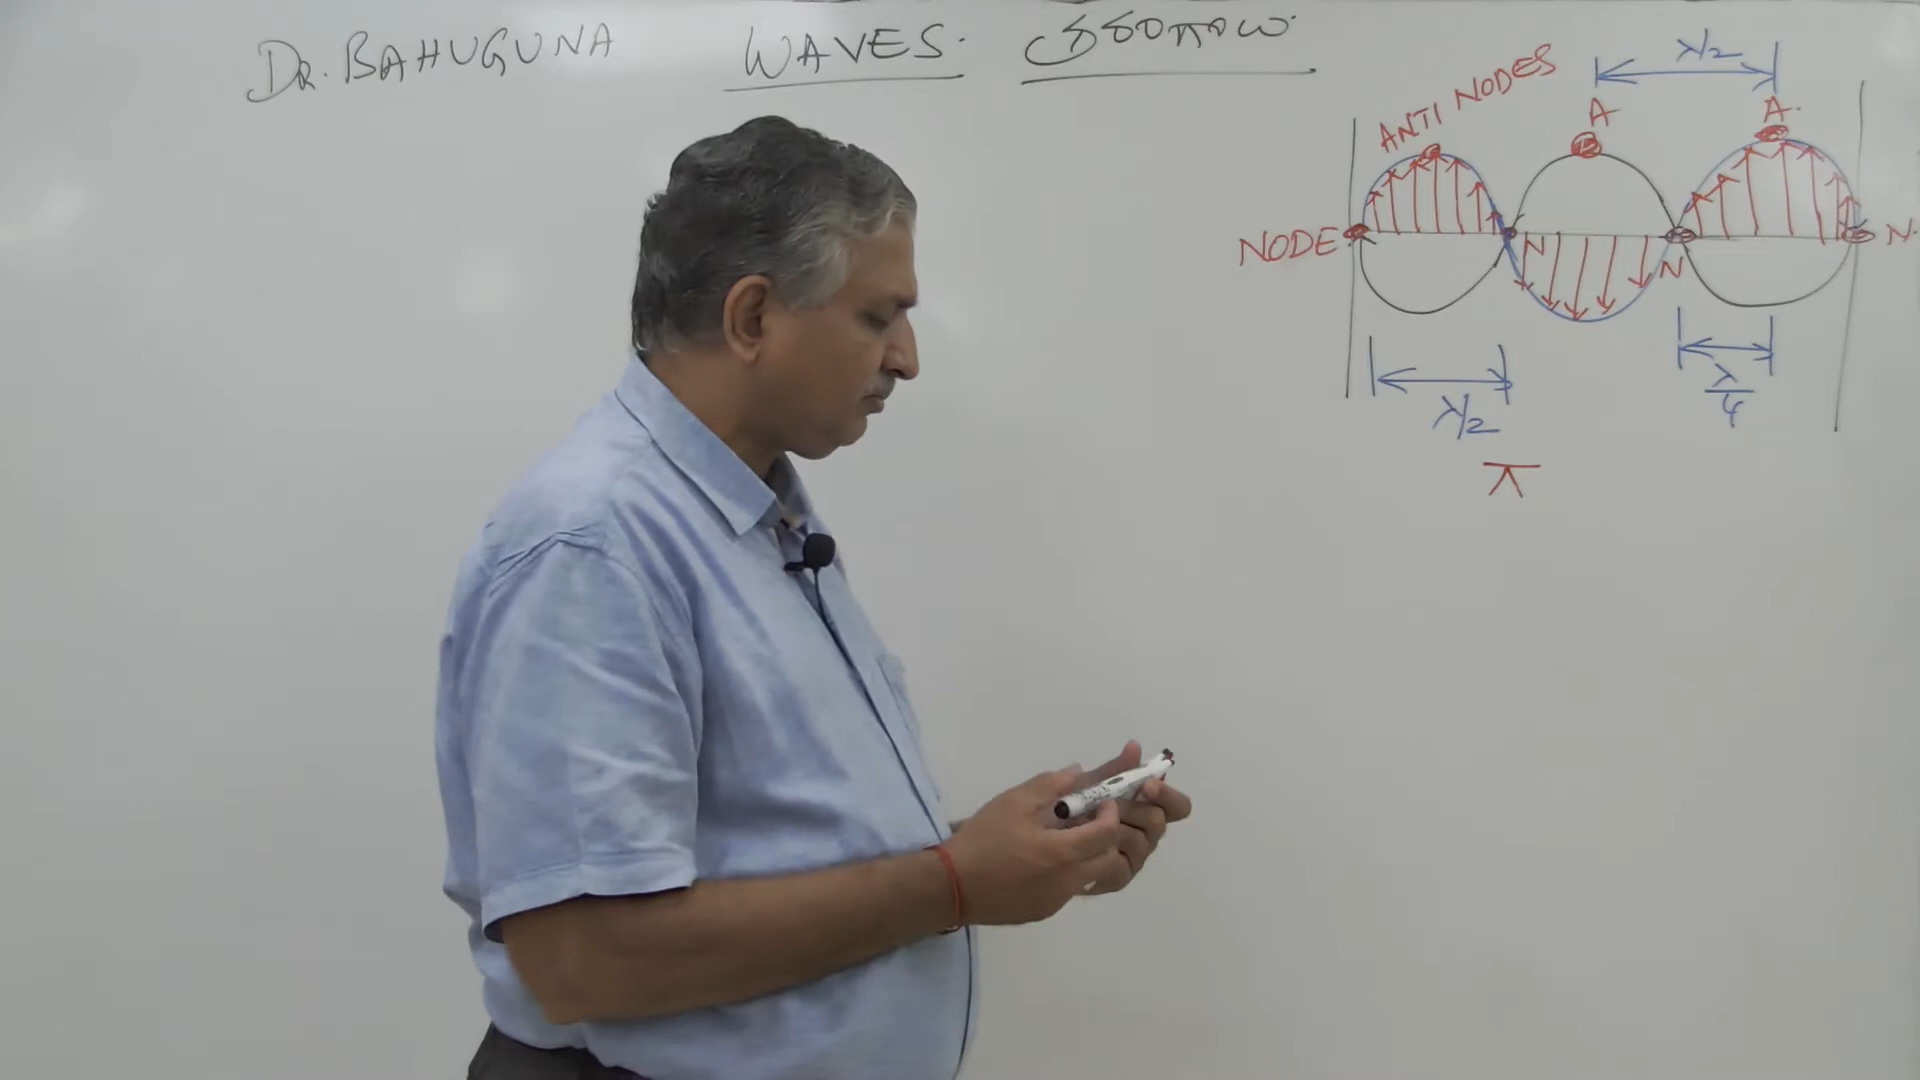 DR. BAHUGUNA WAVES.
λ/2
ANTI NODES
A A.
NODE N N N.
λ/2 λ/4
π